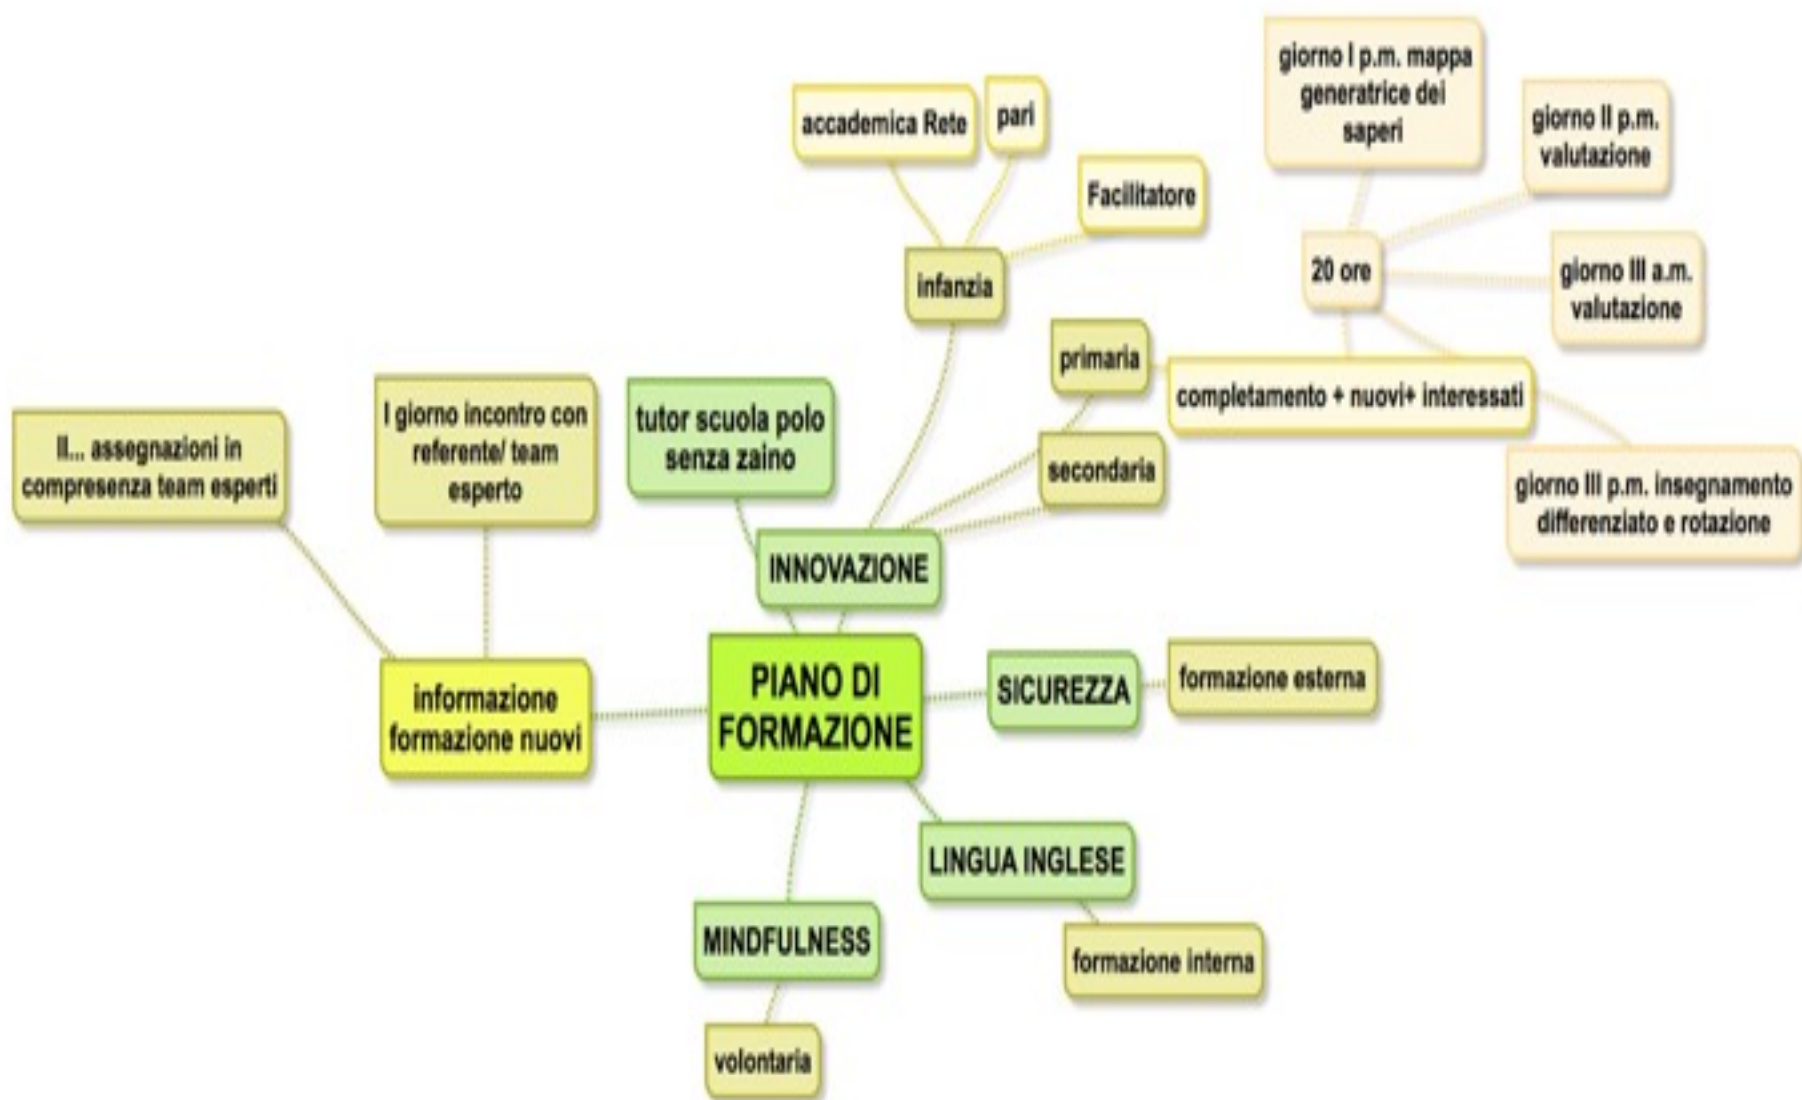 giorno I p.m. mappa
generatrice dei
saperi
accademica Rete
pari
giorno II p.m.
valutazione
Facilitatore
infanzia
20 ore
giorno III a.m.
valutazione
primaria
completamento + nuovi+ interessati
II... assegnazioni in
compresenza team esperti
I giorno incontro con
referente/ team
esperto
tutor scuola polo
senza zaino
secondaria
giorno III p.m. insegnamento
differenziato e rotazione
INNOVAZIONE
informazione
formazione nuovi
PIANO DI
FORMAZIONE
SICUREZZA
formazione esterna
LINGUA INGLESE
MINDFULNESS
formazione interna
volontaria